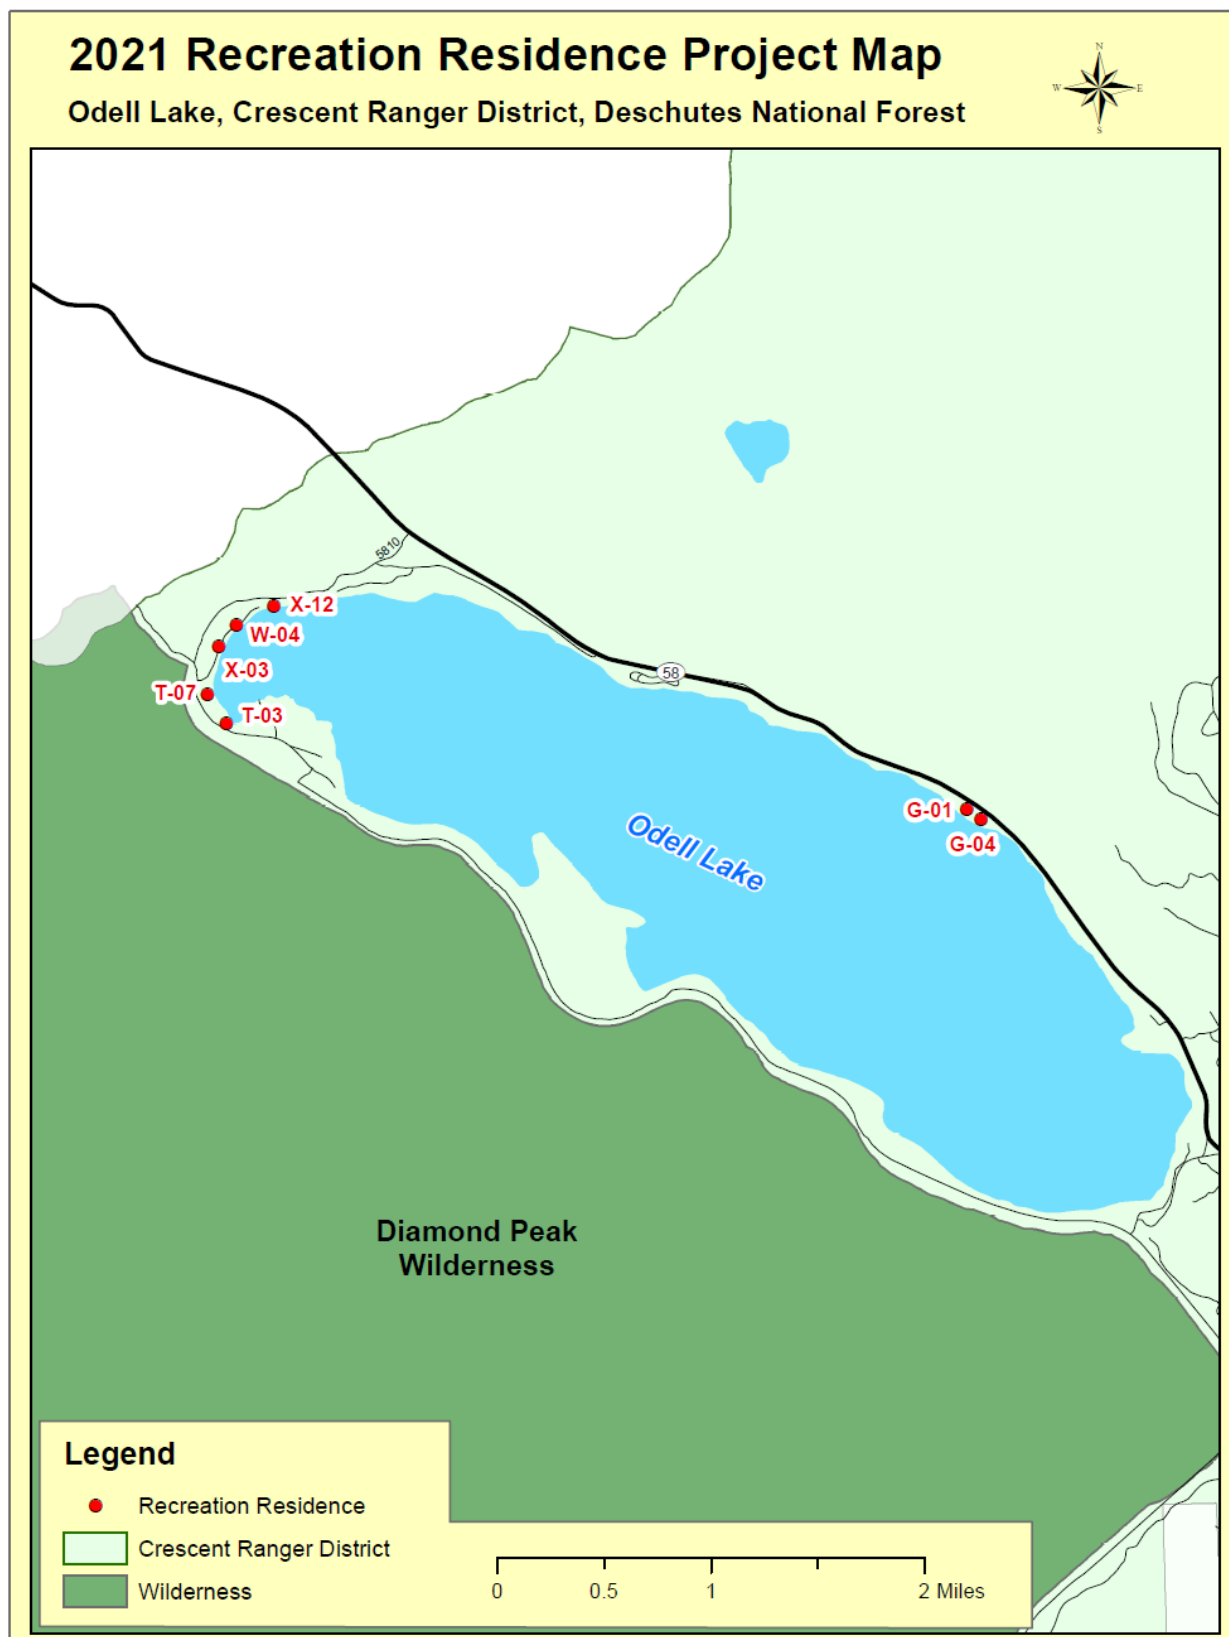 2021 Recreation Residence Project Map
Odell Lake, Crescent Ranger District, Deschutes National Forest
N
W E
S
5810
X-12
W-04
X-03
T-07
T-03
58
G-01
G-04
Odell Lake
Diamond Peak
Wilderness
Legend
Recreation Residence
Crescent Ranger District
Wilderness
0 0.5 1 2 Miles